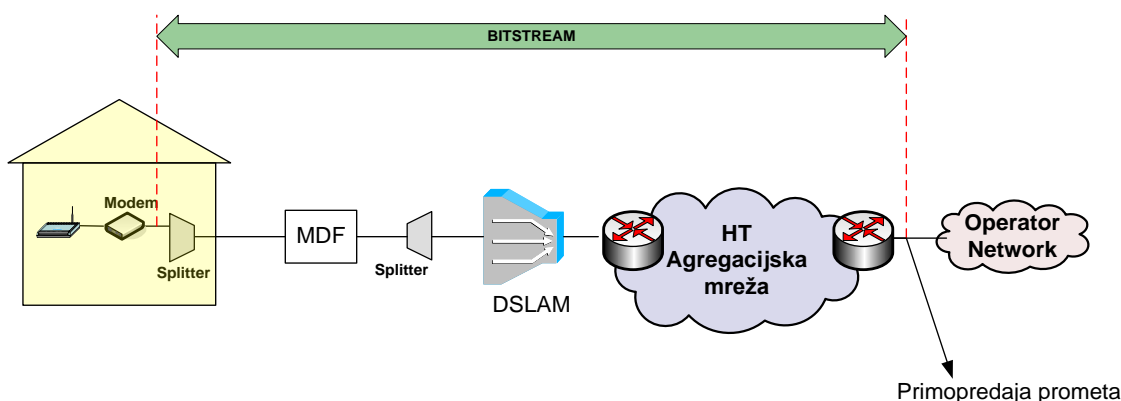 BITSTREAM
Modem
Splitter
MDF
Splitter
DSLAM
HT
Agregacijska
mreža
Operator
Network
Primopredaja prometa